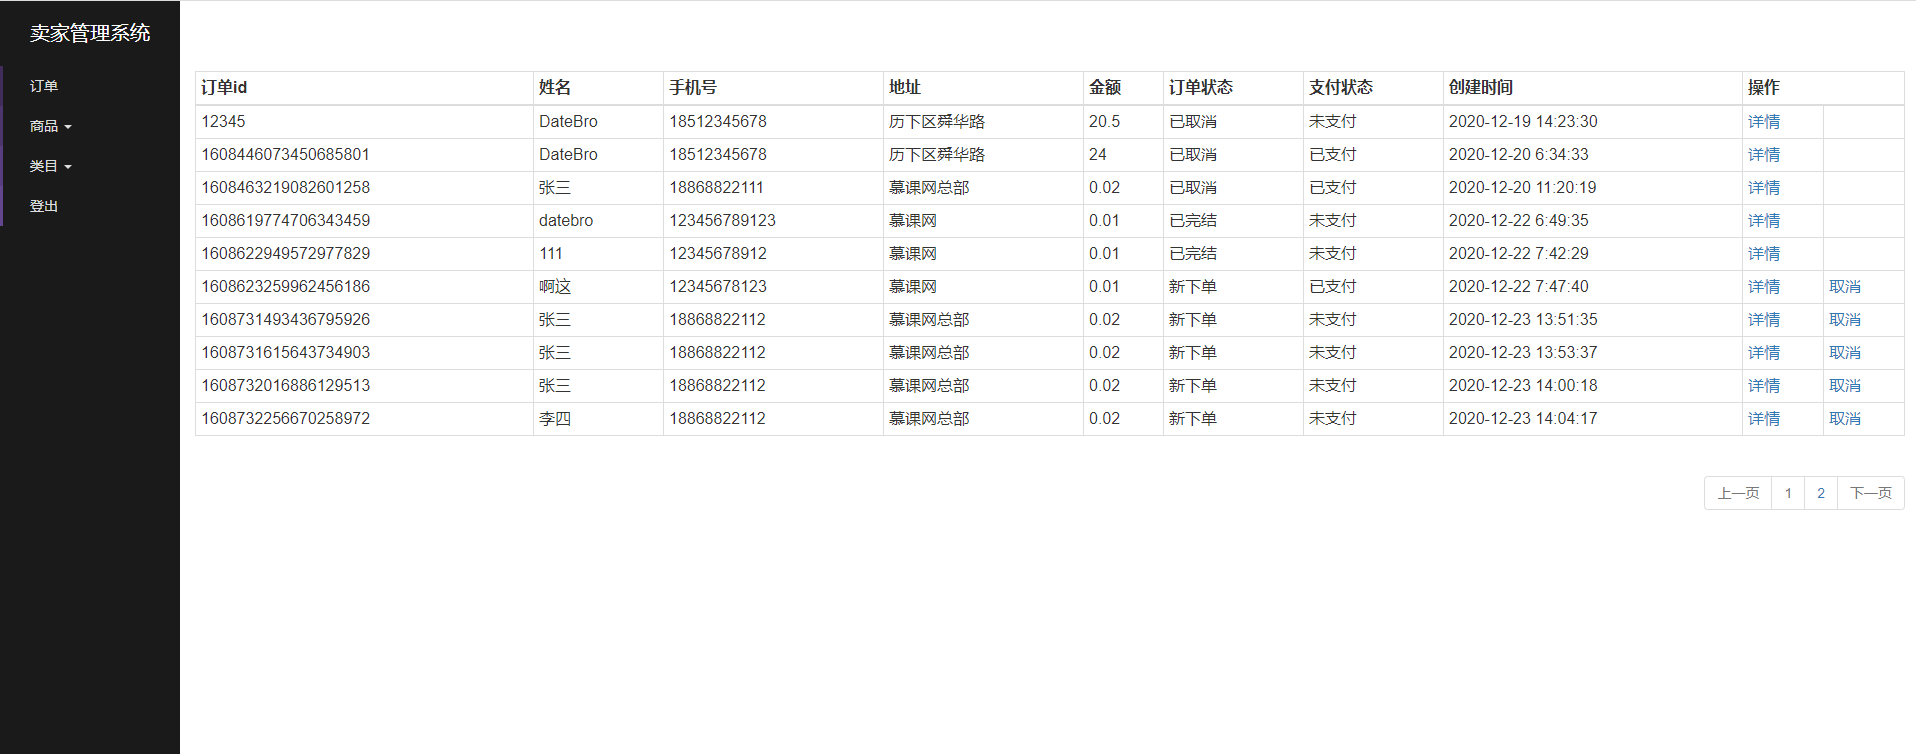 卖家管理系统
订单
商品
类目
登出
订单id 姓名 手机号 地址 金额 订单状态 支付状态 创建时间 操作
12345 DateBro 18512345678 历下区舜华路 20.5 已取消 未支付 2020-12-19 14:23:30 详情
1608446073450685801 DateBro 18512345678 历下区舜华路 24 已取消 已支付 2020-12-20 6:34:33 详情
1608463219082601258 张三 18868822111 慕课网总部 0.02 已取消 已支付 2020-12-20 11:20:19 详情
1608619774706343459 datebro 123456789123 慕课网 0.01 已完结 未支付 2020-12-22 6:49:35 详情
1608622949572977829 111 12345678912 慕课网 0.01 已完结 未支付 2020-12-22 7:42:29 详情
1608623259962456186 啊这 12345678123 慕课网 0.01 新下单 已支付 2020-12-22 7:47:40 详情 取消
1608731493436795926 张三 18868822112 慕课网总部 0.02 新下单 未支付 2020-12-23 13:51:35 详情 取消
1608731615643734903 张三 18868822112 慕课网总部 0.02 新下单 未支付 2020-12-23 13:53:37 详情 取消
1608732016886129513 张三 18868822112 慕课网总部 0.02 新下单 未支付 2020-12-23 14:00:18 详情 取消
1608732256670258972 李四 18868822112 慕课网总部 0.02 新下单 未支付 2020-12-23 14:04:17 详情 取消
上一页 1 2 下一页